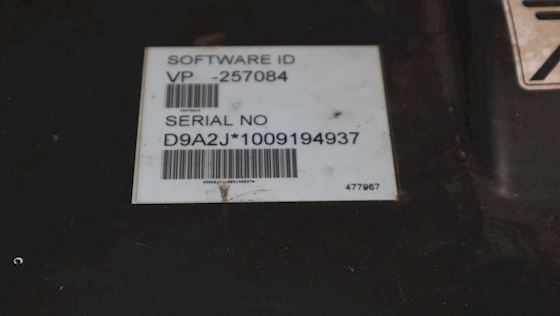 SOFTWARE ID
VP -257084
SERIAL NO
D9A2J*1009194937
477967